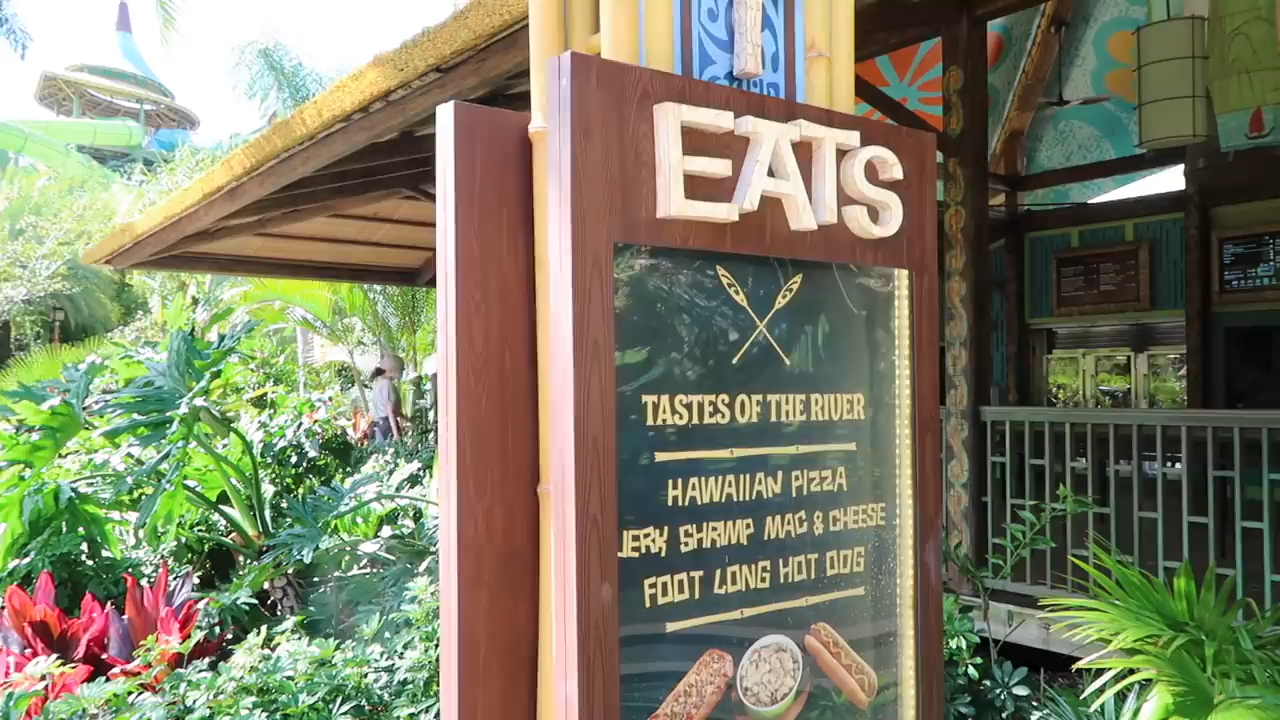 EATS
TASTES OF THE RIVER
HAWAIIAN PIZZA
JERK SHRIMP MAC & CHEESE
FOOT LONG HOT DOG